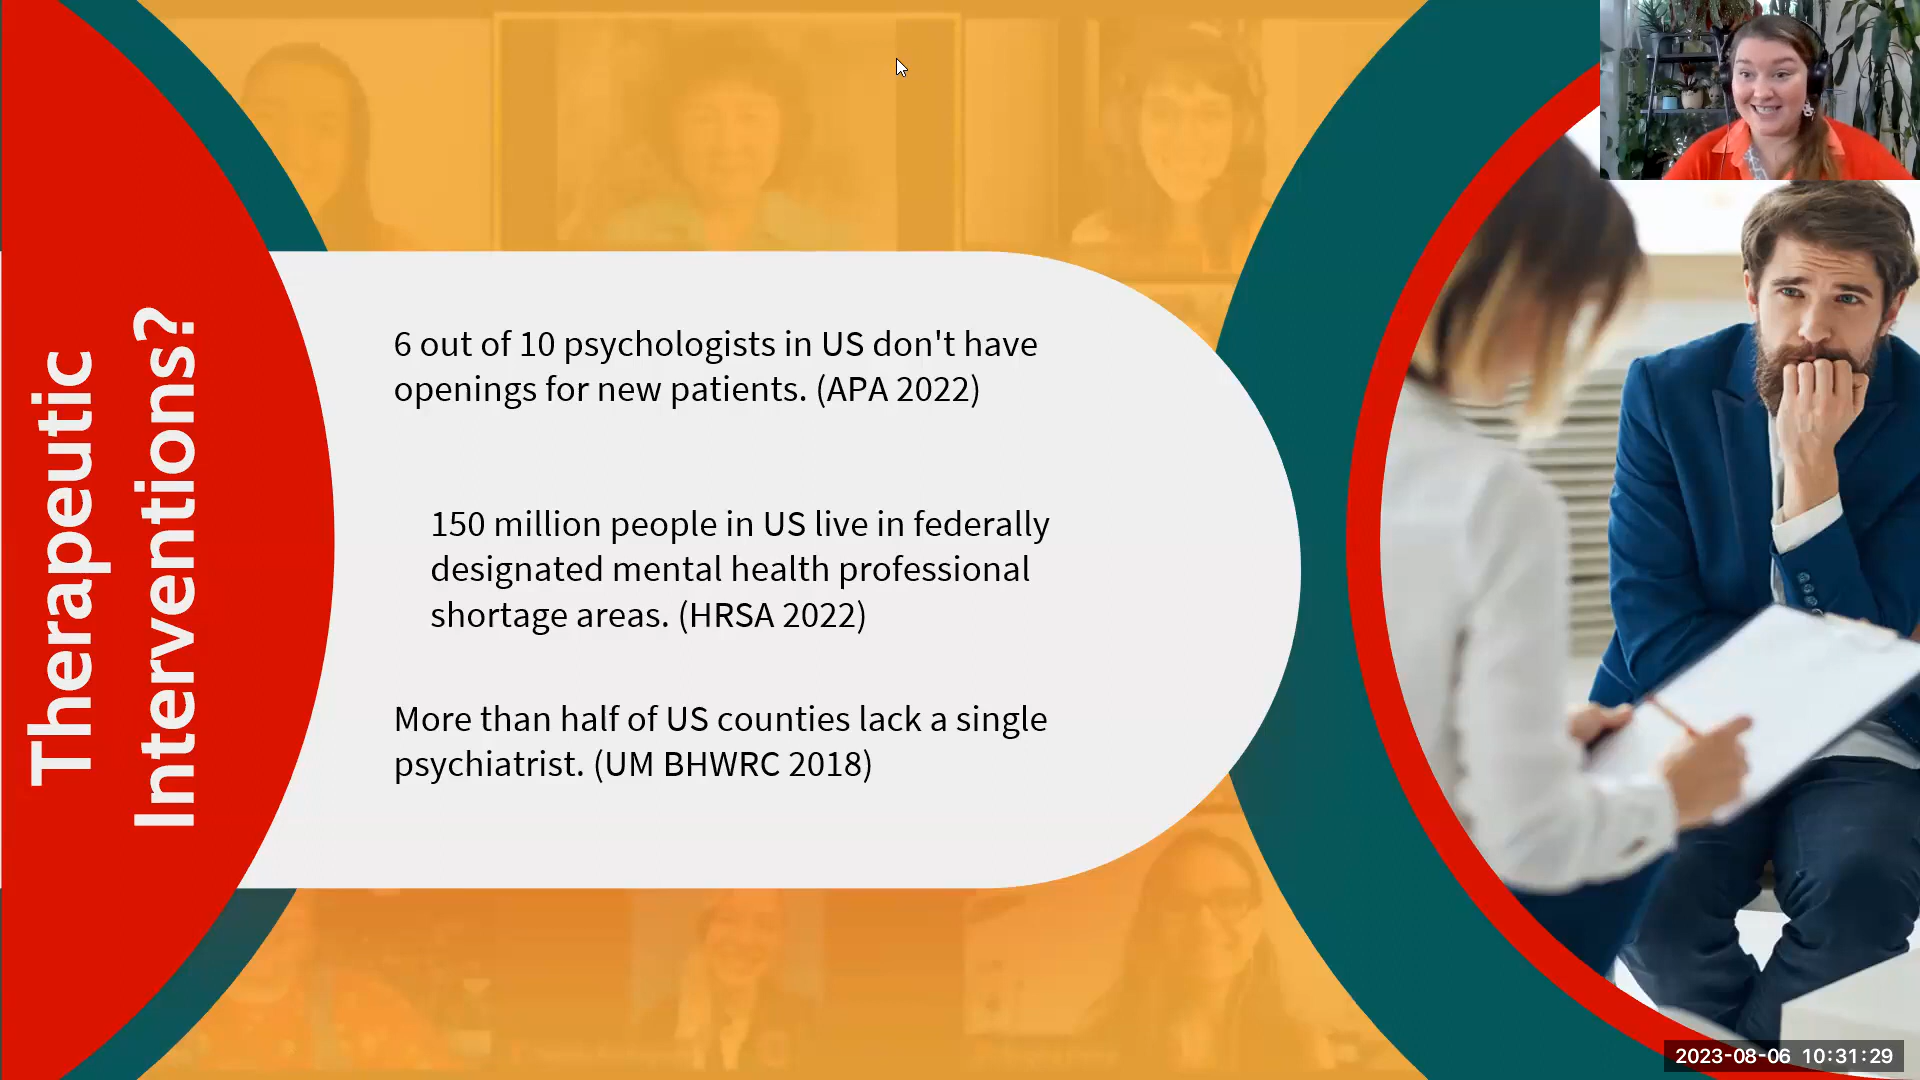 Therapeutic
Interventions?
6 out of 10 psychologists in US don't have
openings for new patients. (APA 2022)
150 million people in US live in federally
designated mental health professional
shortage areas. (HRSA 2022)
More than half of US counties lack a single
psychiatrist. (UM BHWRC 2018)
2023-08-06 10:31:29